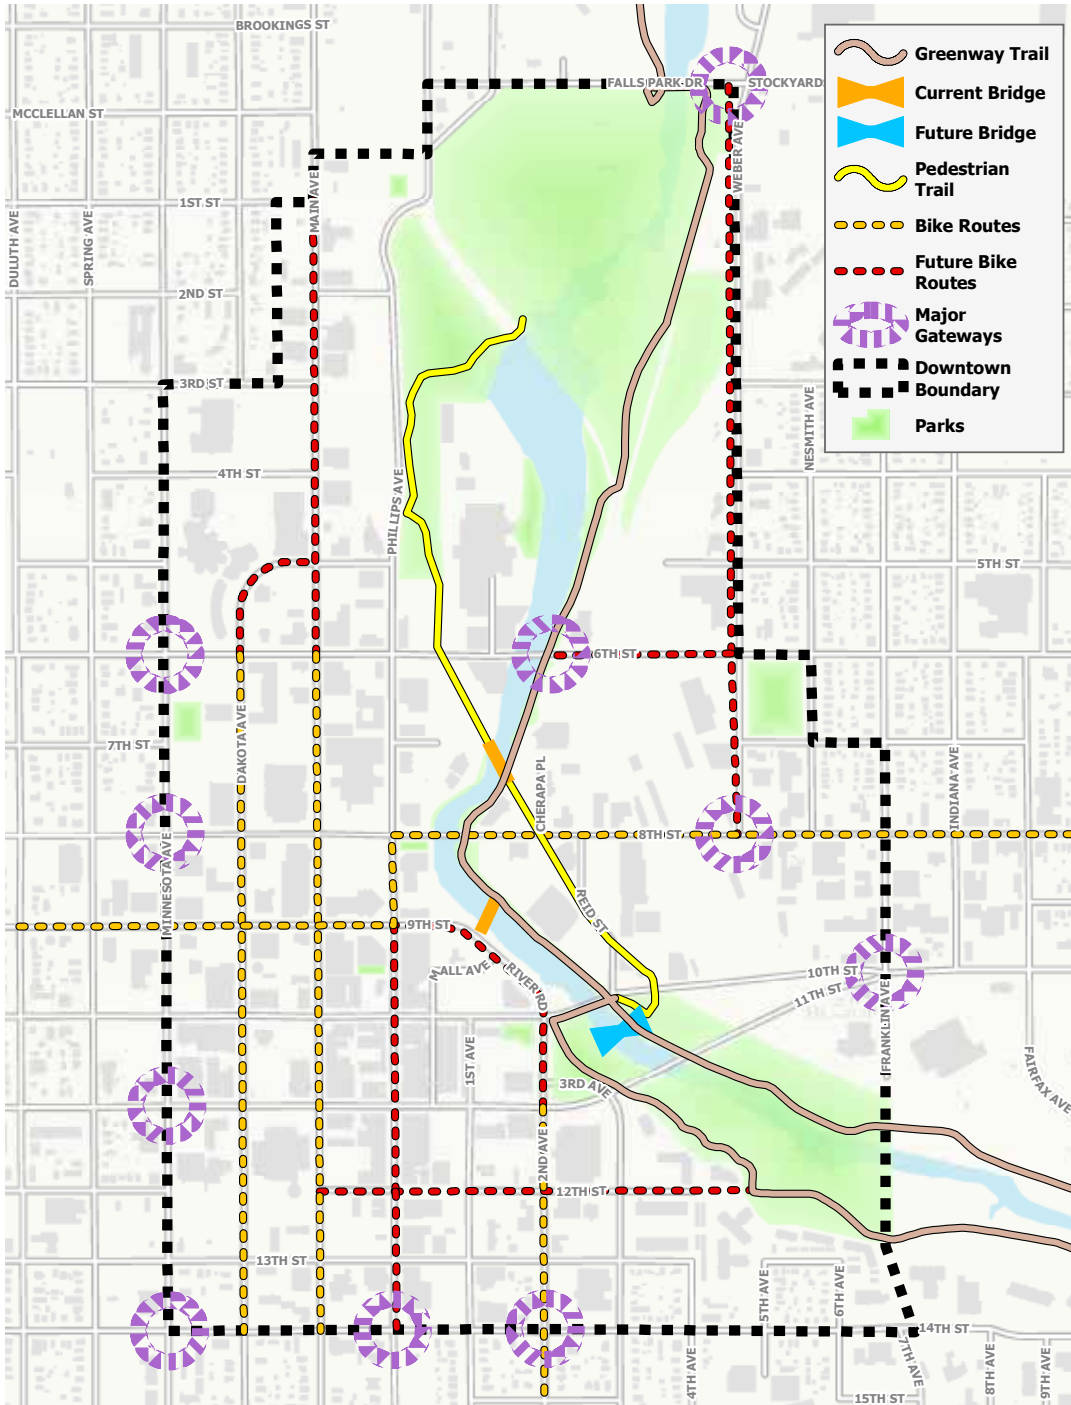 BROOKINGS ST
FALLS PARK DR
STOCKYARDS
Greenway Trail
Current Bridge
Future Bridge
Pedestrian
Trail
Bike Routes
Future Bike
Routes
Major
Gateways
Downtown
Boundary
Parks
MCCLELLAN ST
WEBER AVE
1ST ST
MAIN AVE
DULUTH AVE
SPRING AVE
2ND ST
3RD ST
NESMITH AVE
4TH ST
PHILLIPS AVE
5TH ST
6TH ST
DAKOTA AVE
7TH ST
CHERAPA PL
INDIANA AVE
8TH ST
MINNESOTA AVE
REID ST
9TH ST
MALL AVE
RIVER RD
10TH ST
11TH ST
FRANKLIN AVE
1ST AVE
3RD AVE
FAIRFAX AVE
2ND AVE
12TH ST
13TH ST
5TH AVE
6TH AVE
14TH ST
4TH AVE
7TH AVE
8TH AVE
9TH AVE
15TH ST